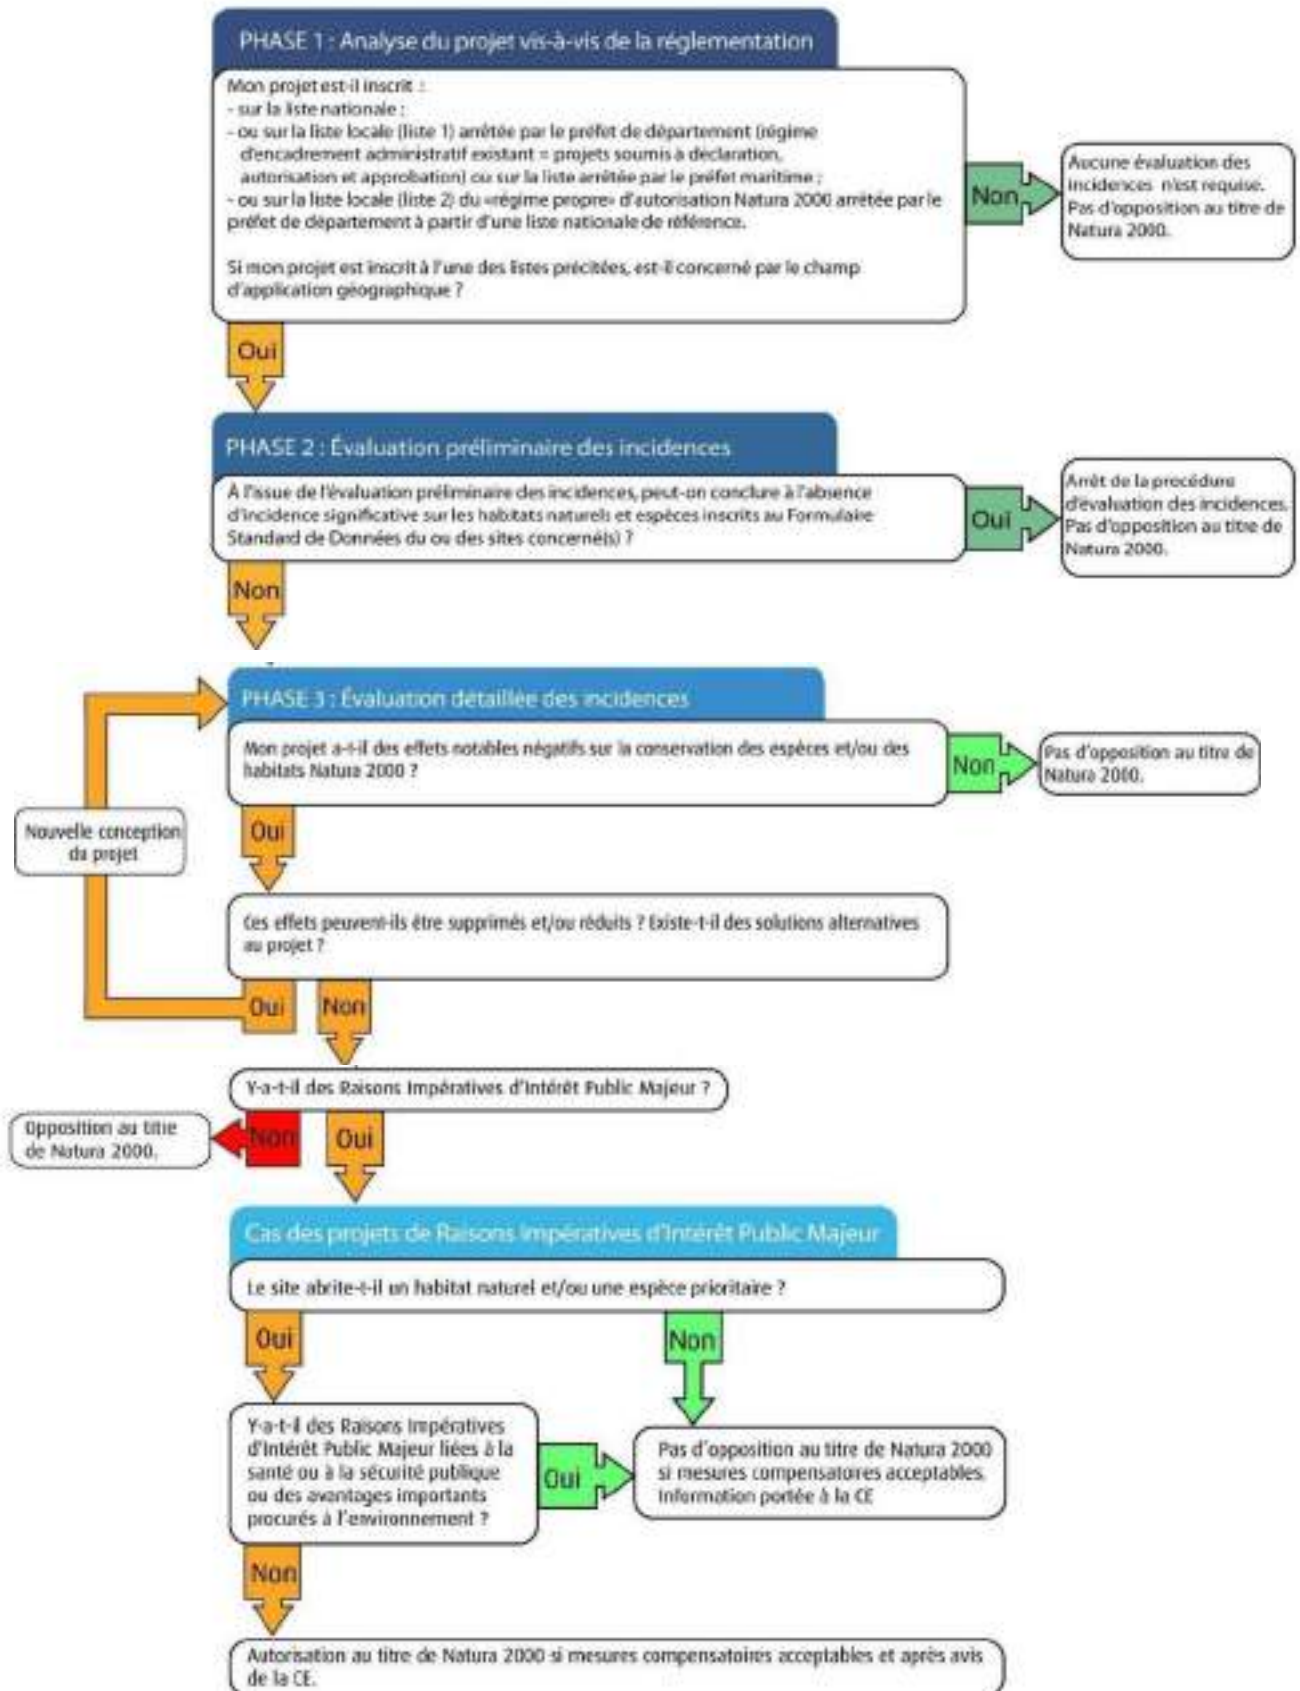 PHASE 1 : Analyse du projet vis-à-vis de la réglementation
Mon projet est-il inscrit :
- sur la liste nationale ;
- ou sur la liste locale (liste 1) arrêtée par le préfet de département (régime
d'encadrement administratif existant = projets soumis à déclaration,
autorisation et approbation) ou sur la liste arrêtée par le préfet maritime ;
- ou sur la liste locale (liste 2) du «régime propre» d'autorisation Natura 2000 arrêtée par le
préfet de département à partir d'une liste nationale de référence.
Si mon projet est inscrit à l'une des listes précitées, est-il concerné par le champ
d'application géographique ?
Non
Aucune évaluation des
incidences n'est requise.
Pas d'opposition au titre de
Natura 2000.
Oui
PHASE 2 : Évaluation préliminaire des incidences
À l'issue de l'évaluation préliminaire des incidences, peut-on conclure à l'absence
d'incidence significative sur les habitats naturels et espèces inscrits au Formulaire
Standard de Données du ou des sites concerné(s) ?
Oui
Arrêt de la procédure
d'évaluation des incidences.
Pas d'opposition au titre de
Natura 2000.
Non
PHASE 3 : Évaluation détaillée des incidences
Mon projet a-t-il des effets notables négatifs sur la conservation des espèces et/ou des
habitats Natura 2000 ?
Non
Pas d'opposition au titre de
Natura 2000.
Nouvelle conception
du projet
Oui
Ces effets peuvent-ils être supprimés et/ou réduits ? Existe-t-il des solutions alternatives
au projet ?
Oui
Non
Y-a-t-il des Raisons Impératives d'Intérêt Public Majeur ?
Opposition au titre
de Natura 2000.
Non
Oui
Cas des projets de Raisons Impératives d'Intérêt Public Majeur
Le site abrite-t-il un habitat naturel et/ou une espèce prioritaire ?
Oui
Non
Y-a-t-il des Raisons Impératives
d'Intérêt Public Majeur liées à la
santé ou à la sécurité publique
ou des avantages importants
procurés à l'environnement ?
Oui
Pas d'opposition au titre de Natura 2000
si mesures compensatoires acceptables.
Information portée à la CE
Non
Autorisation au titre de Natura 2000 si mesures compensatoires acceptables et après avis
de la CE.